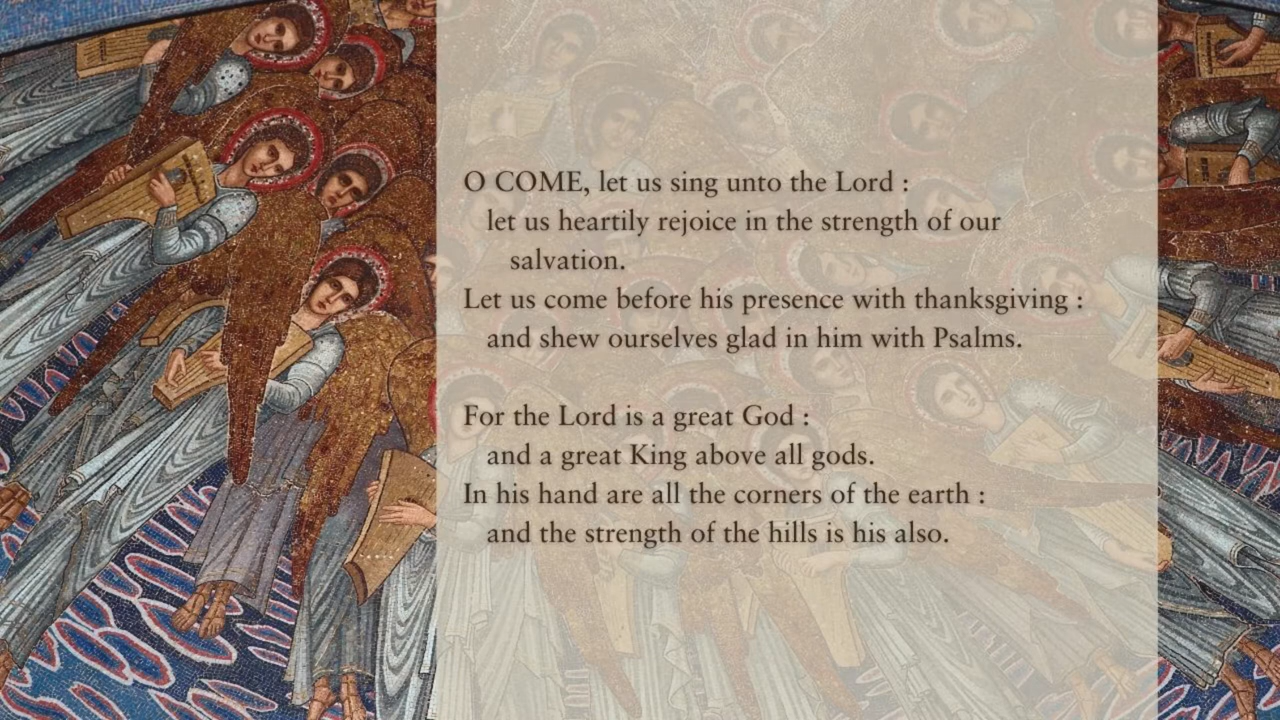 O COME, let us sing unto the Lord :
let us heartily rejoice in the strength of our
salvation.
Let us come before his presence with thanksgiving :
and shew ourselves glad in him with Psalms.
For the Lord is a great God :
and a great King above all gods.
In his hand are all the corners of the earth :
and the strength of the hills is his also.